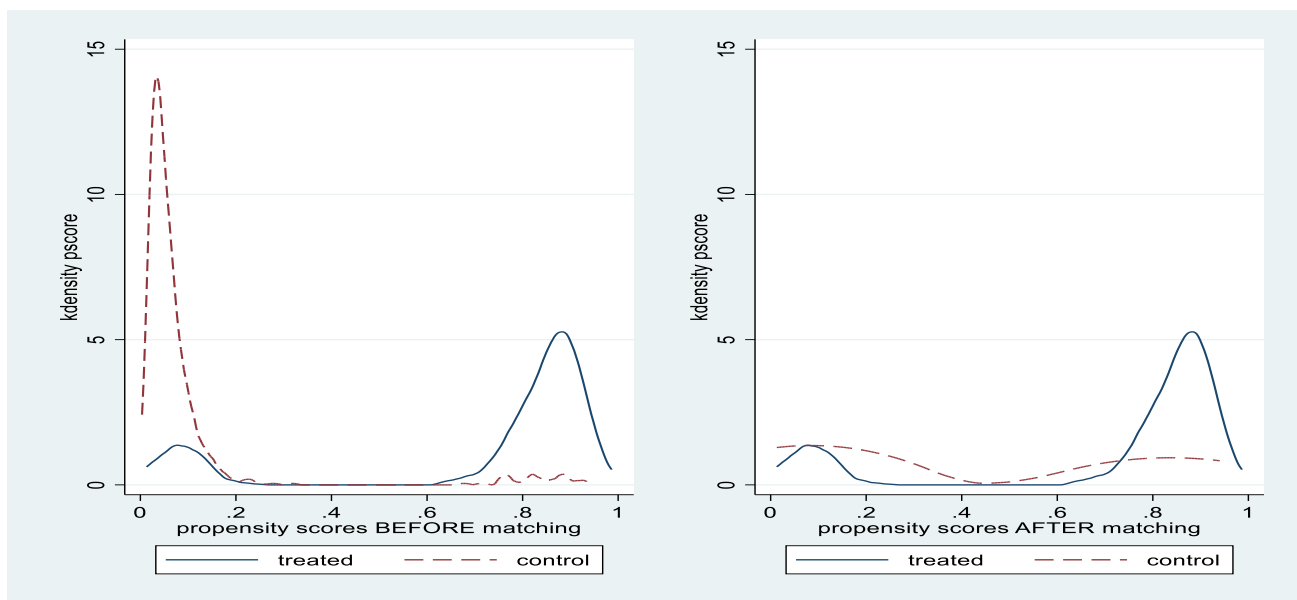 15
10
5
0
kdensity pscore
0 .2 .4 .6 .8 1
propensity scores BEFORE matching
treated control
15
10
5
0
kdensity pscore
0 .2 .4 .6 .8 1
propensity scores AFTER matching
treated control